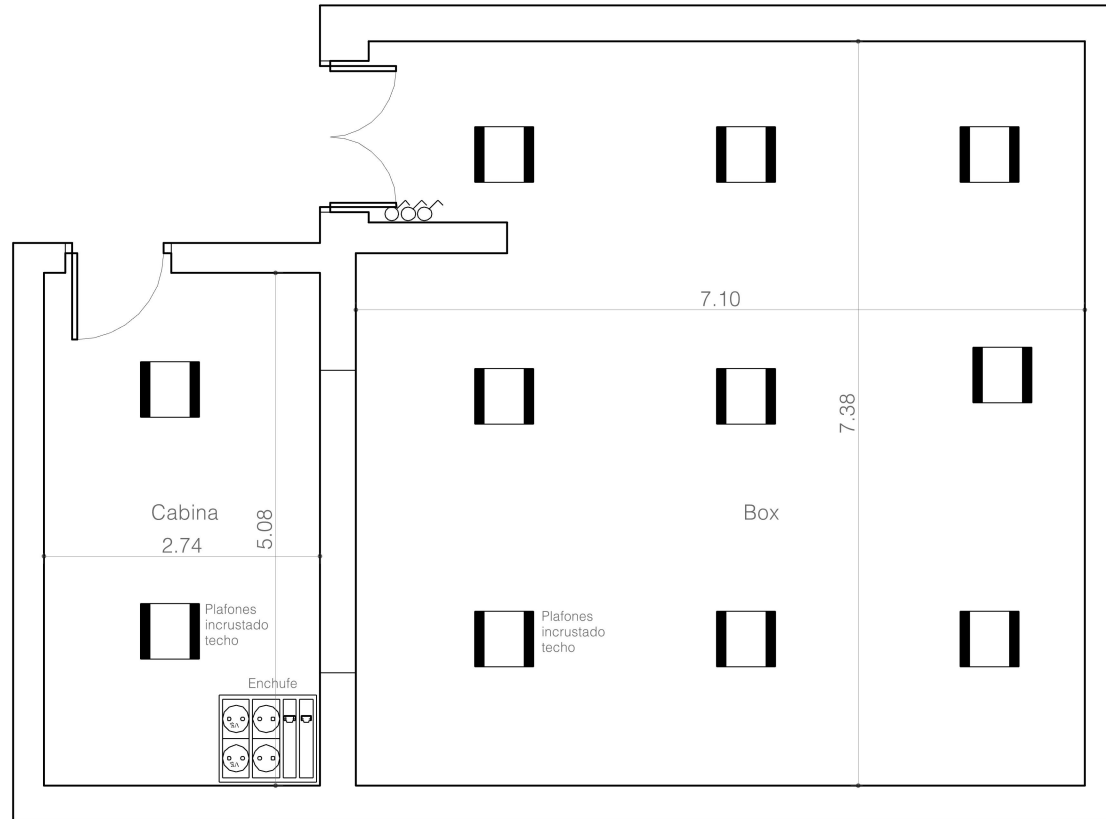 7.10
7.38
Cabina
5.08
2.74
Box
Plafones
incrustado
techo
Plafones
incrustado
techo
Enchufe